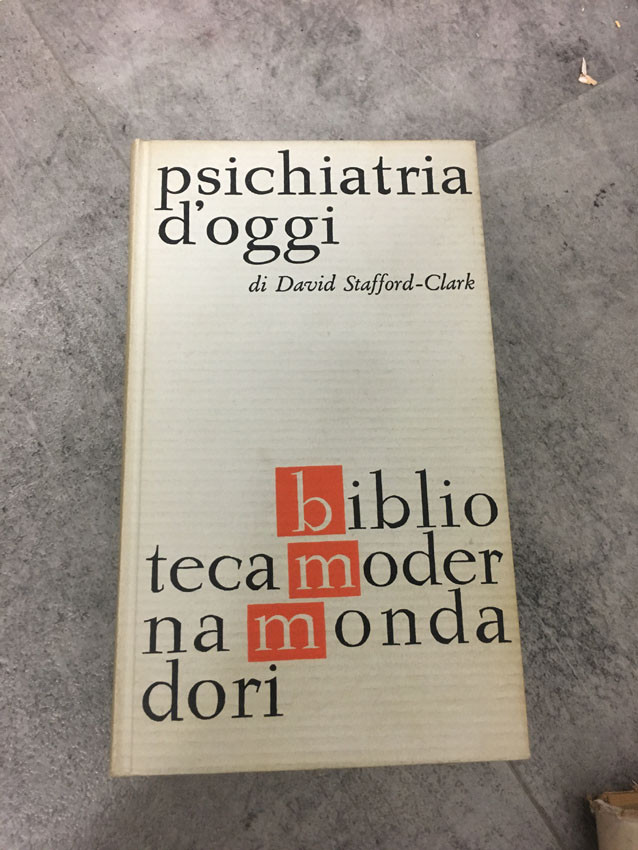 psichiatria
d'oggi
di David Stafford-Clark
biblio
teca moder
na monda
dori